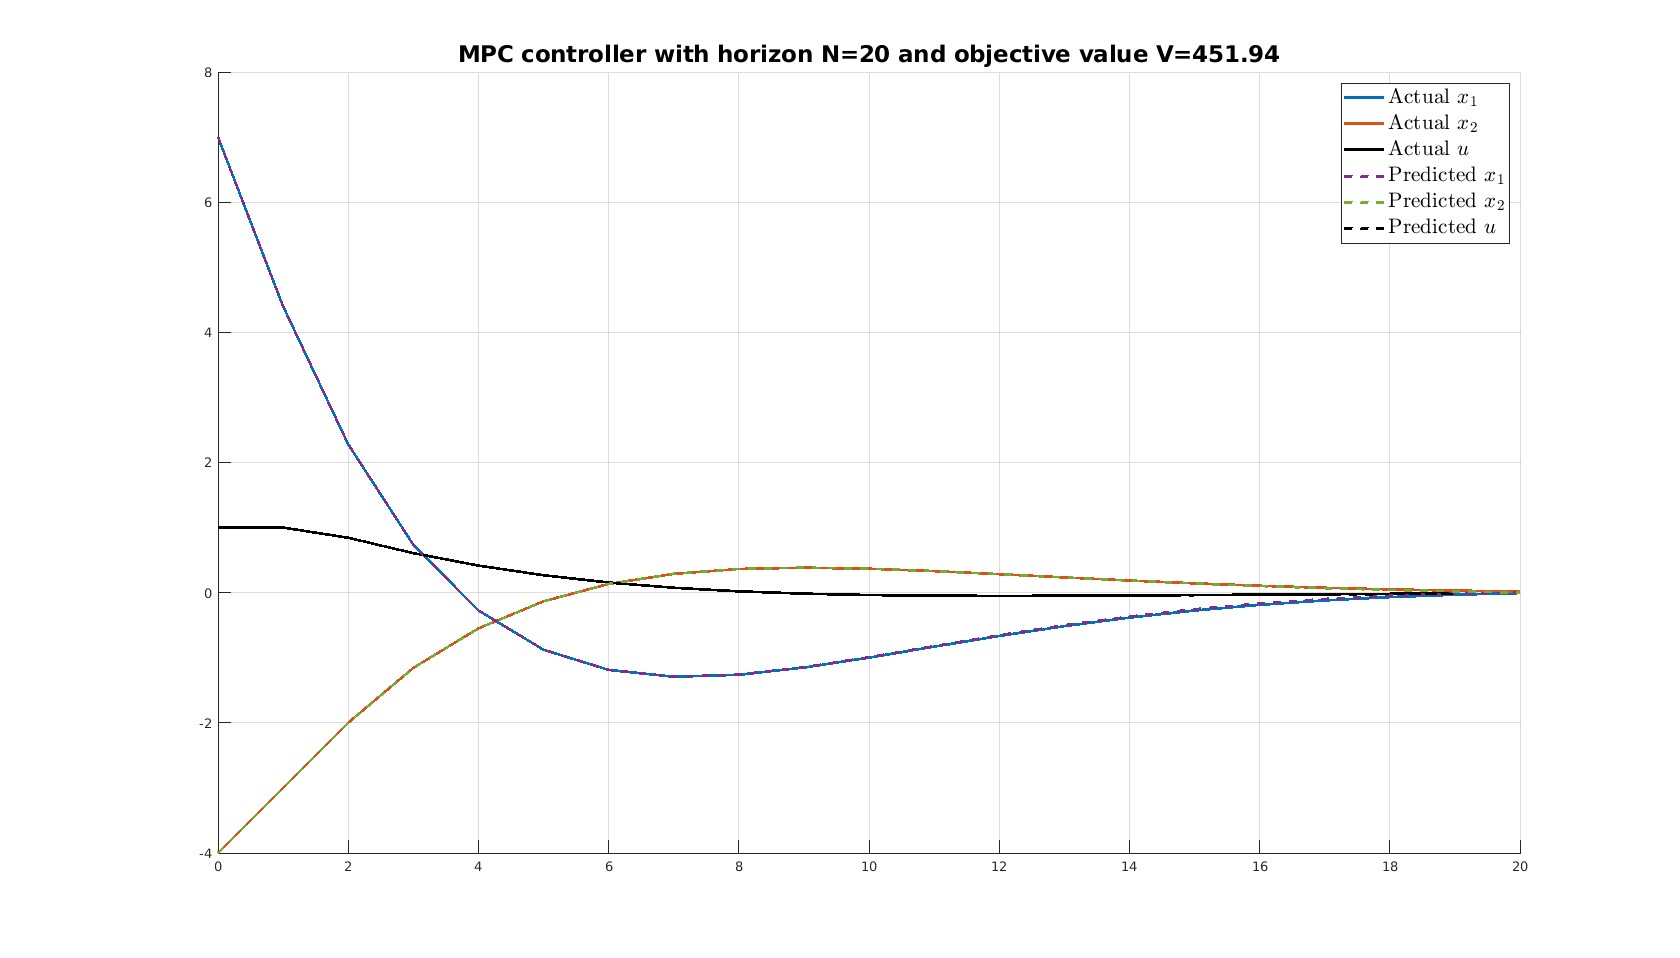 MPC controller with horizon N=20 and objective value V=451.94
8
6
4
2
0
-2
-4
0 2 4 6 8 10 12 14 16 18 20
Actual x₁
Actual x₂
Actual u
Predicted x₁
Predicted x₂
Predicted u